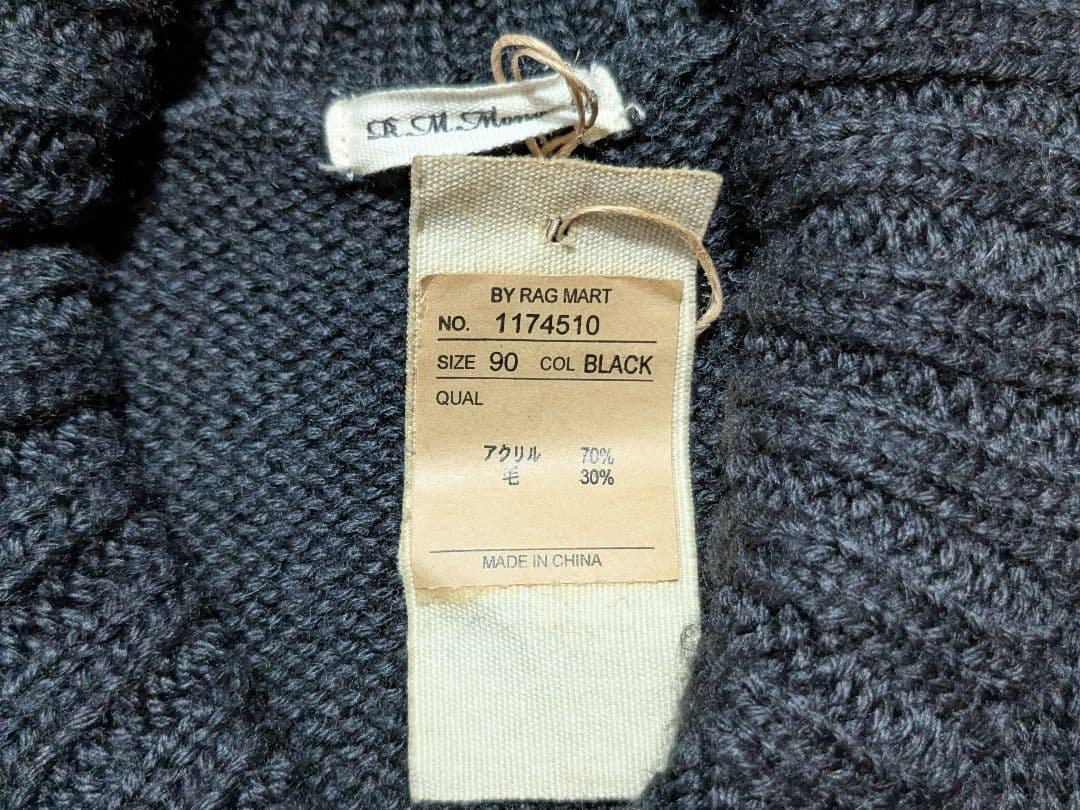 R.M.
BY RAG MART
NO. 1174510
SIZE 90 COL BLACK
QUAL
アクリル 70%
毛 30%
MADE IN CHINA